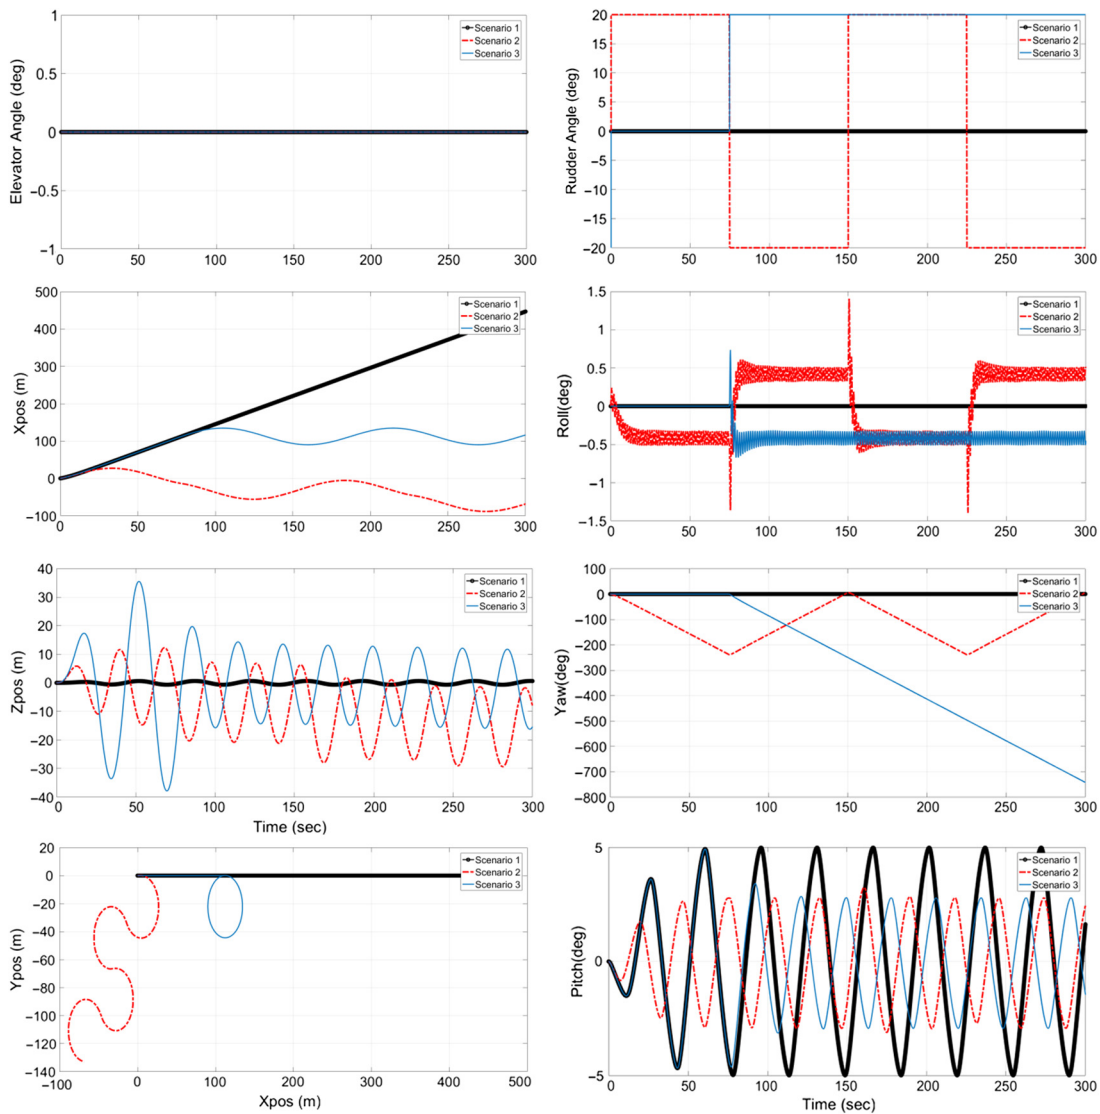 Elevator Angle (deg)
1
0.5
0
−0.5
−1
0 50 100 150 200 250 300
Scenario 1
Scenario 2
Scenario 3
Rudder Angle (deg)
20
15
10
5
0
−5
−10
−15
−20
0 50 100 150 200 250 300
Scenario 1
Scenario 2
Scenario 3
Xpos (m)
500
400
300
200
100
0
−100
0 50 100 150 200 250 300
Scenario 1
Scenario 2
Scenario 3
Roll(deg)
1.5
1
0.5
0
−0.5
−1
−1.5
0 50 100 150 200 250 300
Scenario 1
Scenario 2
Scenario 3
Zpos (m)
40
30
20
10
0
−10
−20
−30
−40
0 50 100 150 200 250 300
Time (sec)
Scenario 1
Scenario 2
Scenario 3
Yaw(deg)
100
0
−100
−200
−300
−400
−500
−600
−700
−800
0 50 100 150 200 250 300
Scenario 1
Scenario 2
Scenario 3
Ypos (m)
20
0
−20
−40
−60
−80
−100
−120
−140
−100 0 100 200 300 400 500
Xpos (m)
Scenario 1
Scenario 2
Scenario 3
Pitch(deg)
5
0
−5
0 50 100 150 200 250 300
Time (sec)
Scenario 1
Scenario 2
Scenario 3